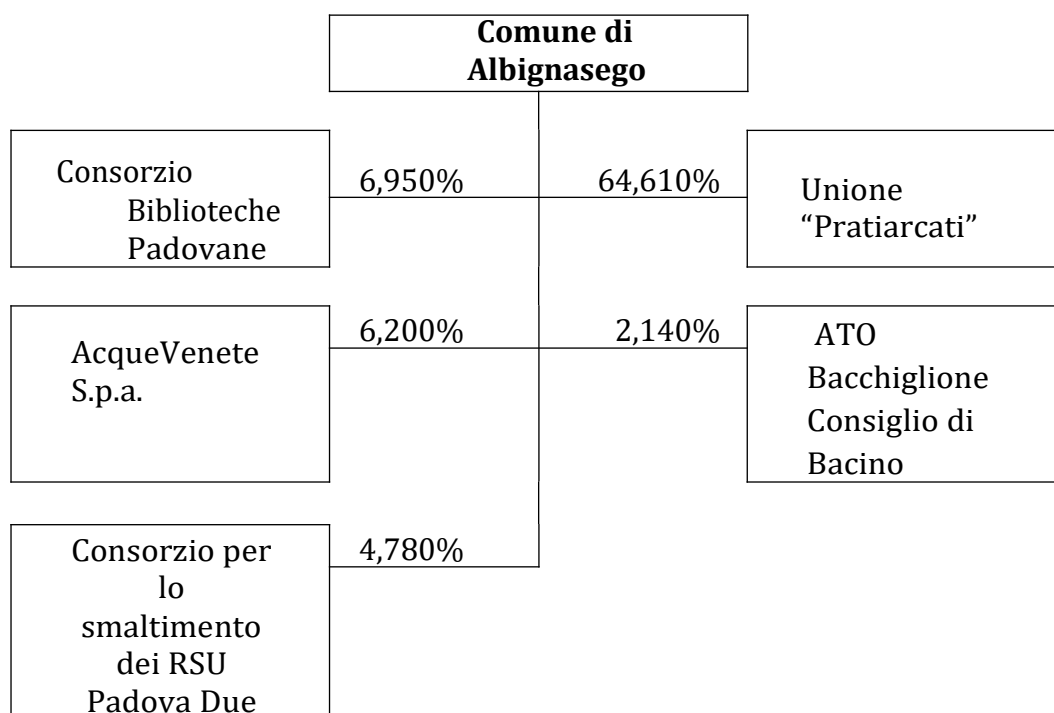 Comune di
Albignasego
Consorzio
Biblioteche
Padovane
6,950%
64,610%
Unione
“Pratiarcati”
AcqueVenete
S.p.a.
6,200%
2,140%
ATO
Bacchiglione
Consiglio di
Bacino
Consorzio per
lo
smaltimento
dei RSU
Padova Due
4,780%